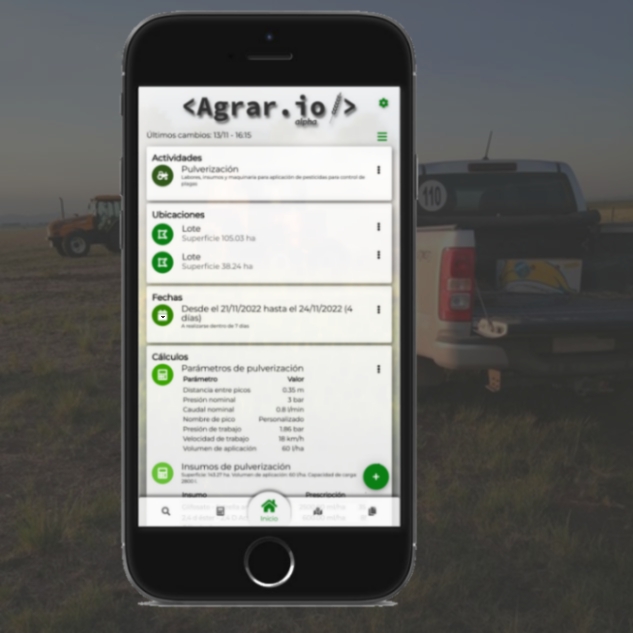 <Agrar.io/>
alpha
Últimos cambios: 13/11 - 16:15
Actividades
Pulverización
Labores, insumos y maquinaria para aplicación de pesticidas para control de
plagas
Ubicaciones
Lote
Superficie 105.03 ha
Lote
Superficie 38.24 ha
Fechas
Desde el 21/11/2022 hasta el 24/11/2022 (4
días)
A realizarse dentro de 7 días
Cálculos
Parámetros de pulverización
Parámetro Valor
Distancia entre picos 0.35 m
Presión nominal 3 bar
Caudal nominal 0.8 l/min
Nombre de pico Personalizado
Presión de trabajo 1.86 bar
Velocidad de trabajo 18 km/h
Volumen de aplicación 60 l/ha
Insumos de pulverización
Superficie 143.27 ha. Volumen de aplicación 60 l/ha. Capacidad de carga
Insumo Prescripción
Inicio
110